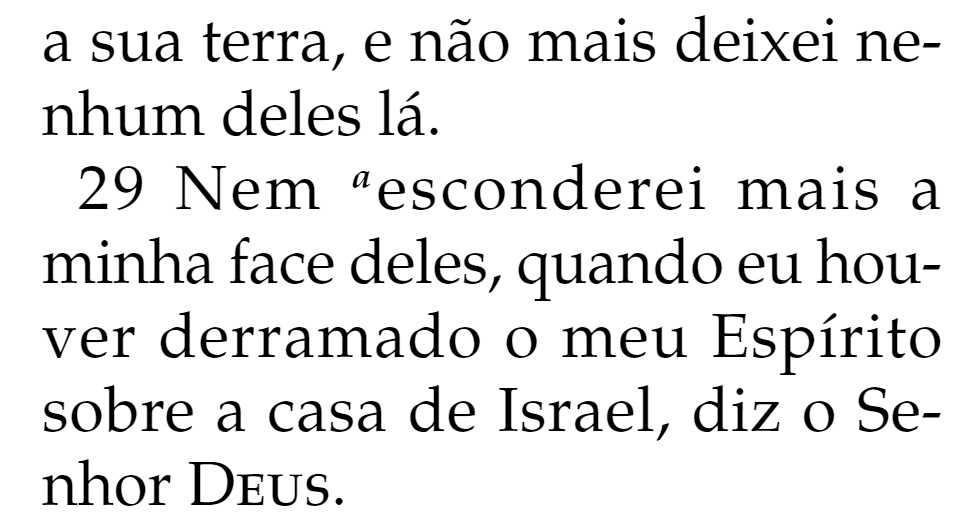 a sua terra, e não mais deixei ne-
nhum deles lá.
29 Nem ᵃesconderei mais a
minha face deles, quando eu hou-
ver derramado o meu Espírito
sobre a casa de Israel, diz o Se-
nhor DEUS.